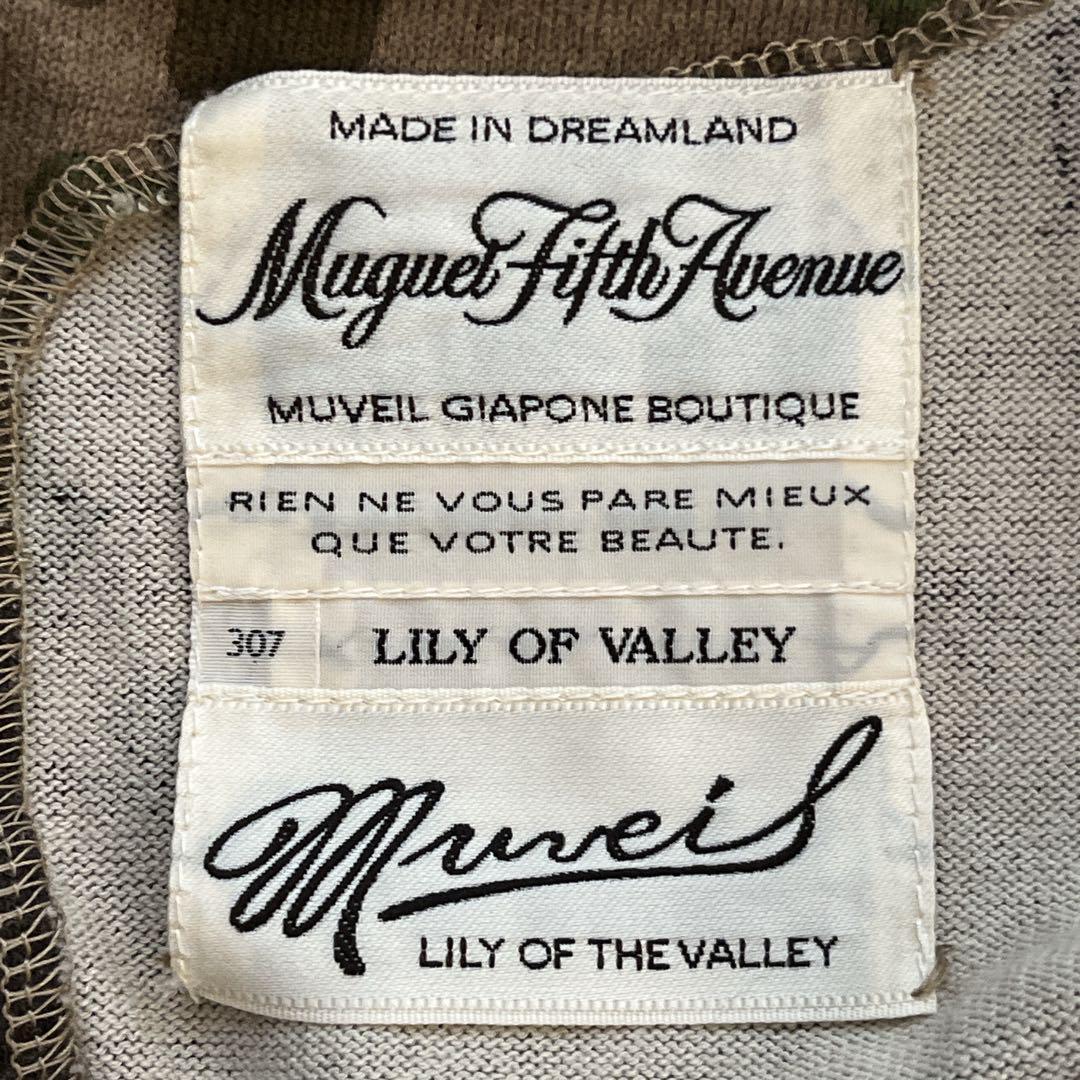 MADE IN DREAMLAND
Muguet Fifth Avenue
MUVEIL GIAPONE BOUTIQUE
RIEN NE VOUS PARE MIEUX
QUE VOTRE BEAUTE.
307 LILY OF VALLEY
Muveil
LILY OF THE VALLEY